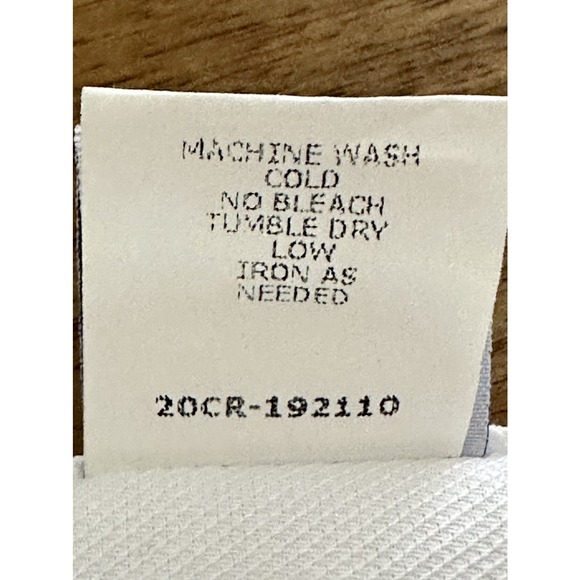 MACHINE WASH
COLD
NO BLEACH
TUMBLE DRY
LOW
IRON AS
NEEDED
20CR-192110